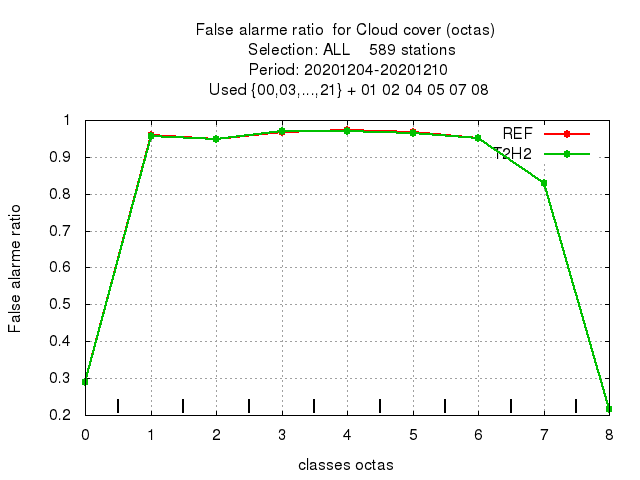 False alarme ratio  for Cloud cover (octas)
Selection: ALL    589 stations
Period: 20201204-20201210
Used {00,03,...,21} + 01 02 04 05 07 08
REF
T2H2
1
0.9
0.8
0.7
0.6
0.5
0.4
0.3
0.2
False alarme ratio
0 1 2 3 4 5 6 7 8
classes octas